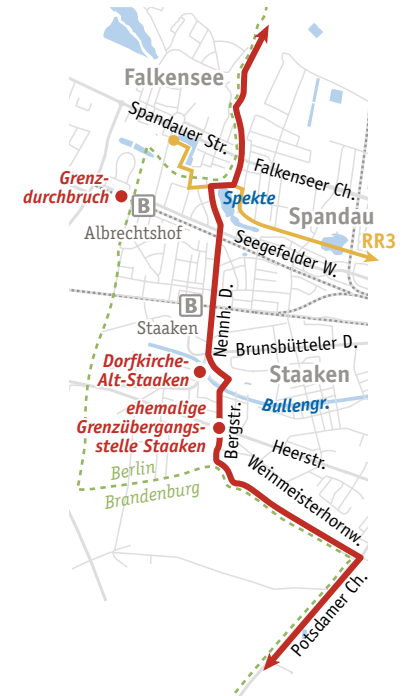 Falkensee
Spandauer Str.
Grenz-
durchbruch
B
Albrechtshof
Falkenseer Ch.
Spekte
Spandau
RR3
Seegefelder W.
B
Staaken
Nennh. D.
Brunsbütteler D.
Dorfkirche-
Alt-Staaken
Staaken
Bullengr.
ehemalige
Grenzübergangs-
stelle Staaken
Bergstr.
Heerstr.
Weinmeisterhornw.
Berlin
Brandenburg
Potsdamer Ch.